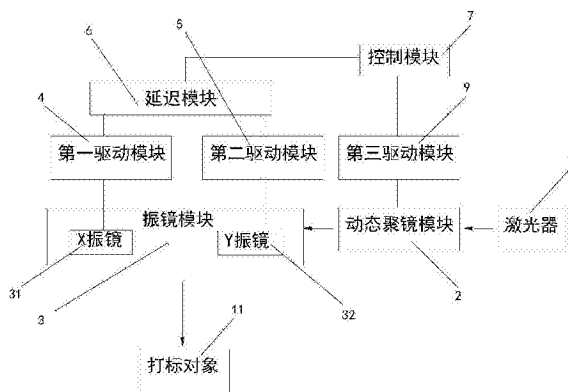 6
5
7
控制模块
延迟模块
4
9
第一驱动模块
第二驱动模块
第三驱动模块
振镜模块
动态聚镜模块
激光器
X振镜
Y振镜
31
3
32
2
11
打标对象